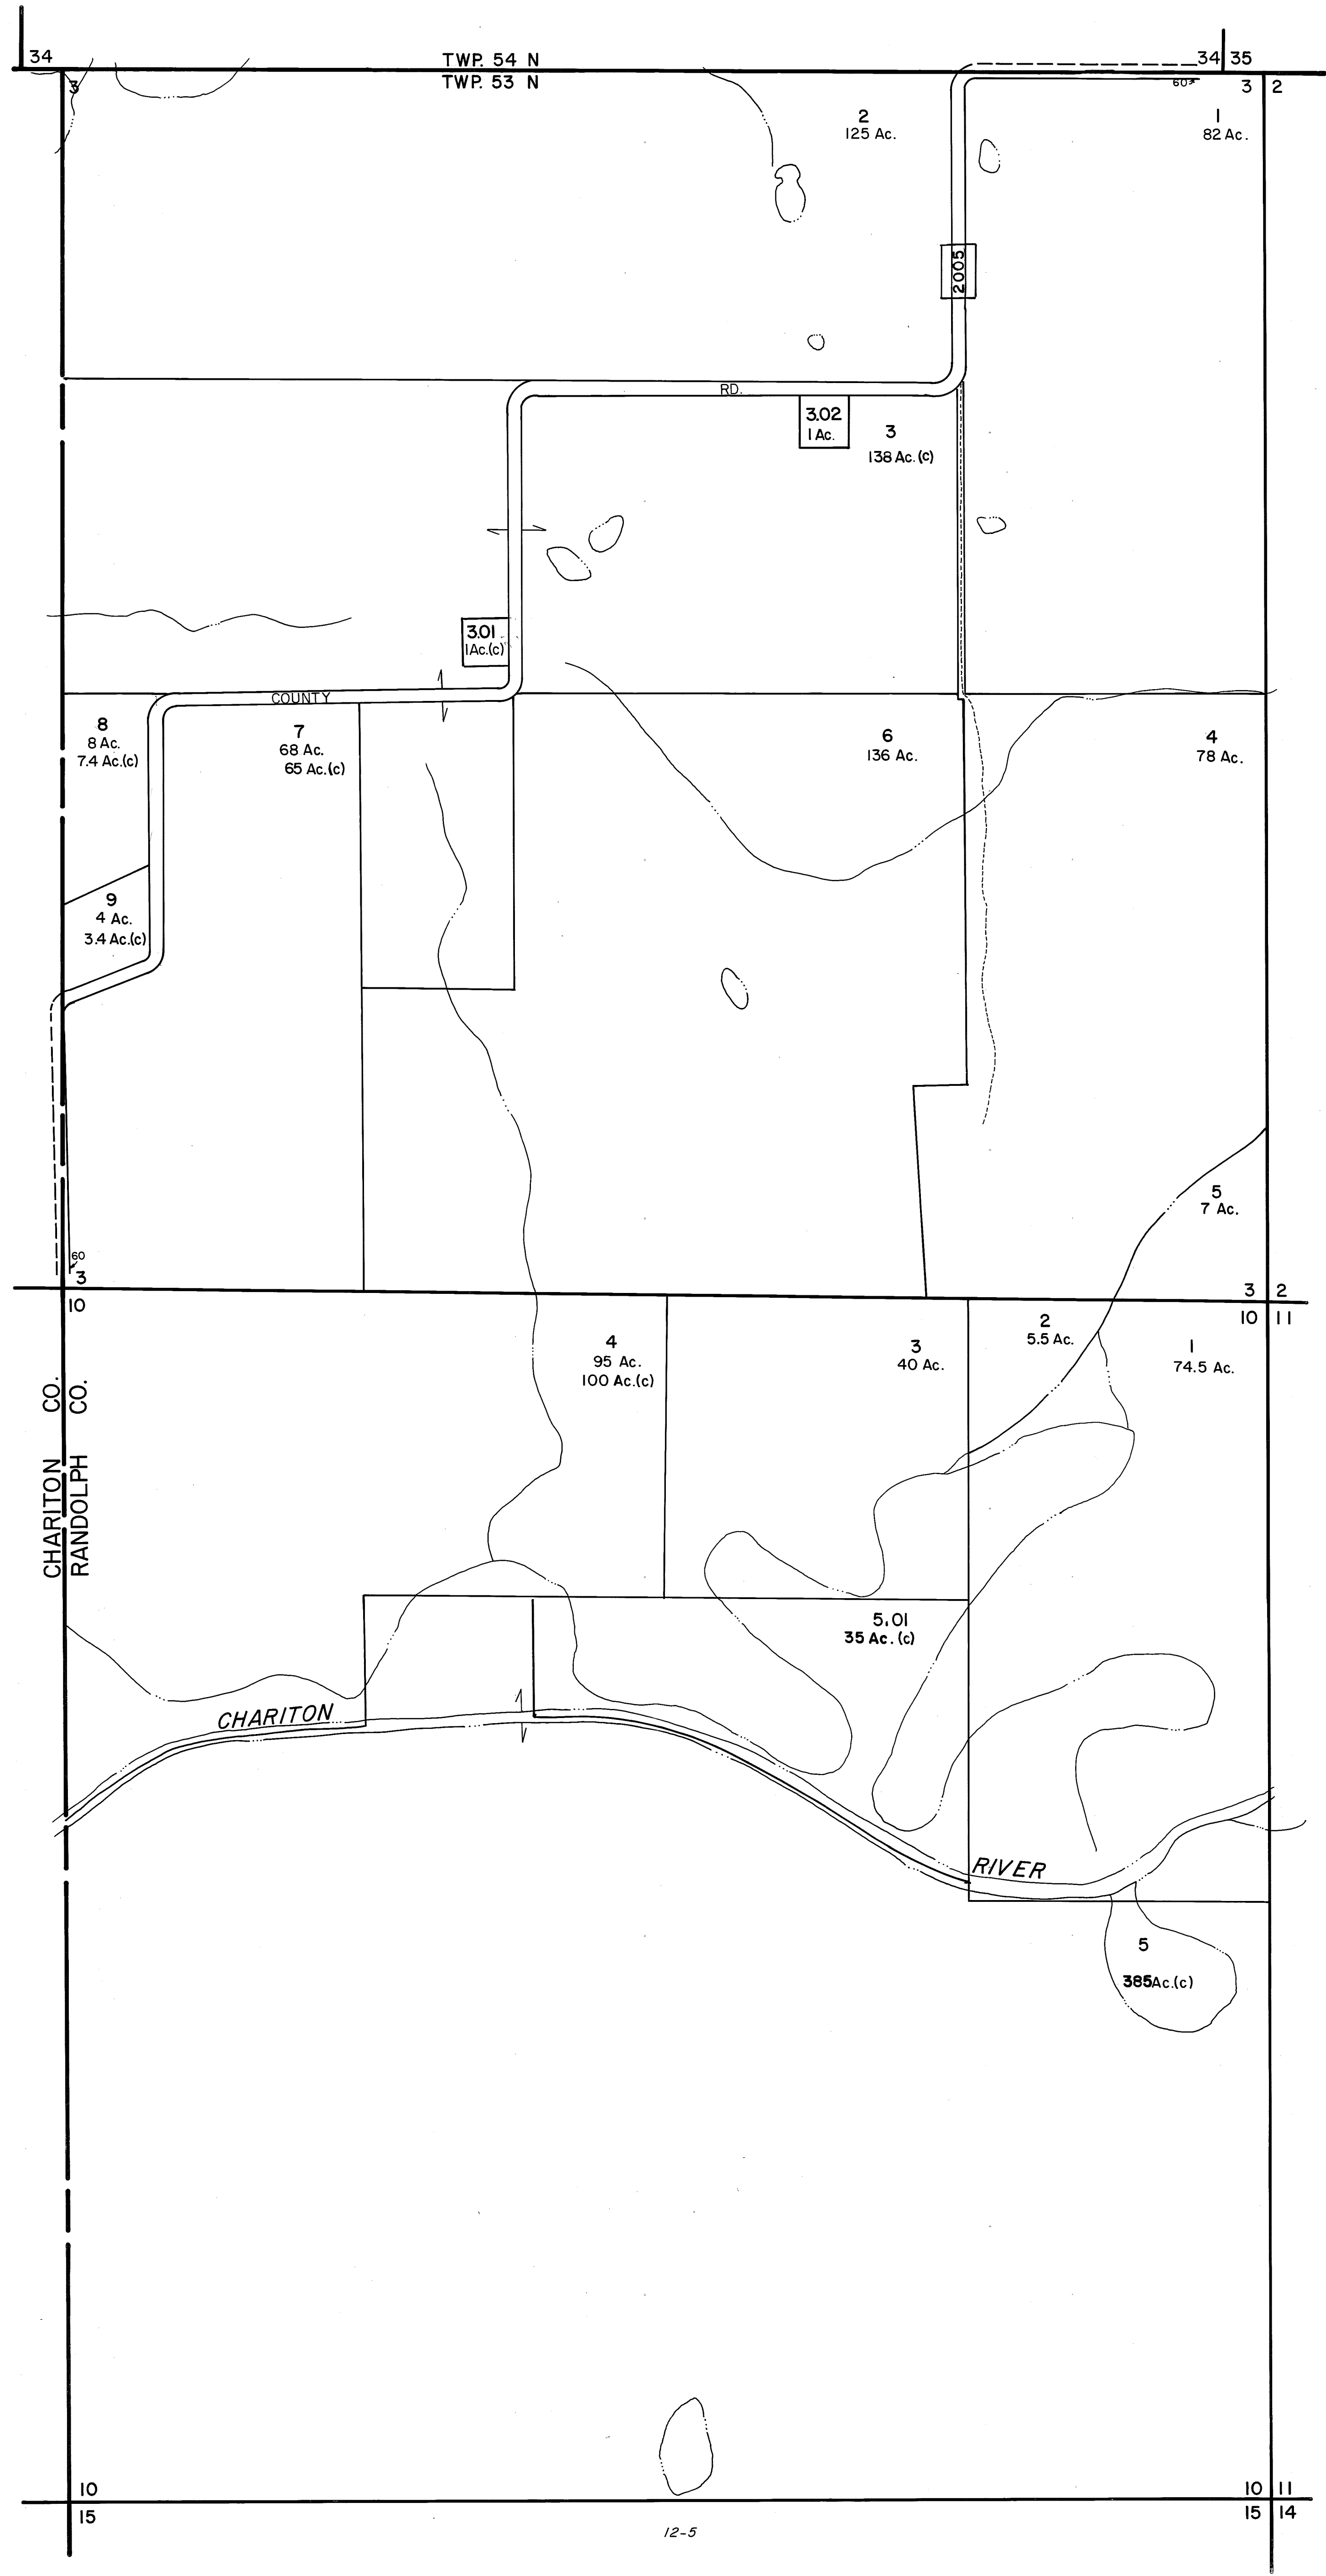 34
TWP. 54 N
34 35
3
TWP. 53 N
60
3 2
2
125 Ac.
1
82 Ac.
2005
RD.
3.02
1 Ac.
3
138 Ac. (c)
3.01
1 Ac.(c)
COUNTY
8
8 Ac.
7.4 Ac.(c)
7
68 Ac.
65 Ac.(c)
6
136 Ac.
4
78 Ac.
9
4 Ac.
3.4 Ac.(c)
5
7 Ac.
60
3
3 2
10
10 11
2
5.5 Ac.
4
95 Ac.
100 Ac.(c)
3
40 Ac.
1
74.5 Ac.
CHARITON CO.
RANDOLPH CO.
5.01
35 Ac. (c)
CHARITON
RIVER
5
385Ac.(c)
10
10 11
15
15 14
12-5